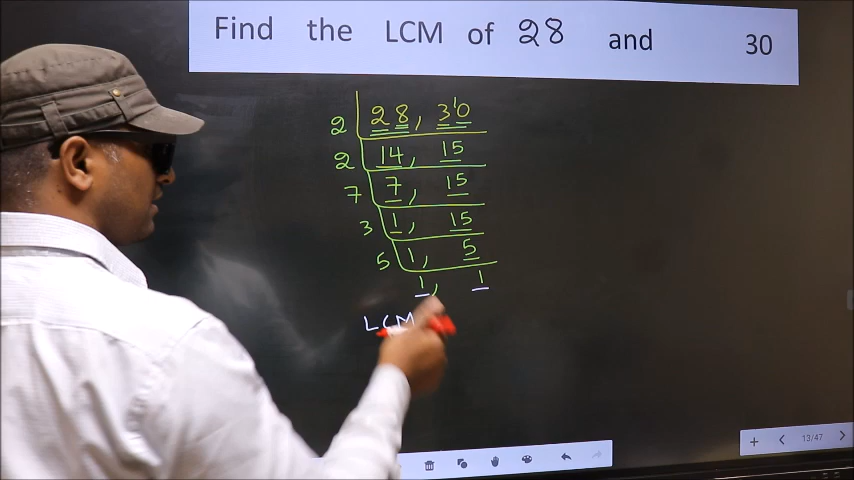 Find the LCM of 28 and 30
2 28, 30
2 14, 15
7 7, 15
3 1, 15
5 1, 5
1, 1
LCM
13/47